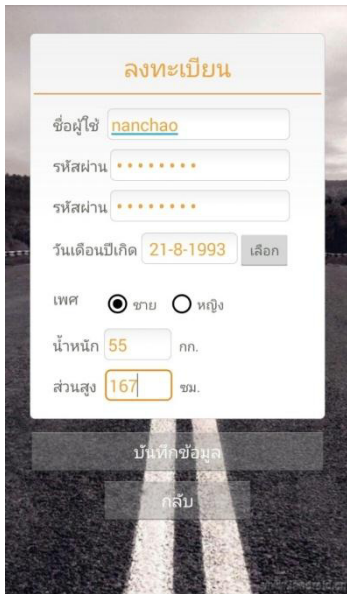 ลงทะเบียน
ชื่อผู้ใช้ nanchao
รหัสผ่าน ••••••••
รหัสผ่าน ••••••••
วันเดือนปีเกิด 21-8-1993 เลือก
เพศ ชาย หญิง
น้ำหนัก 55 กก.
ส่วนสูง 167 ซม.
บันทึกข้อมูล
กลับ